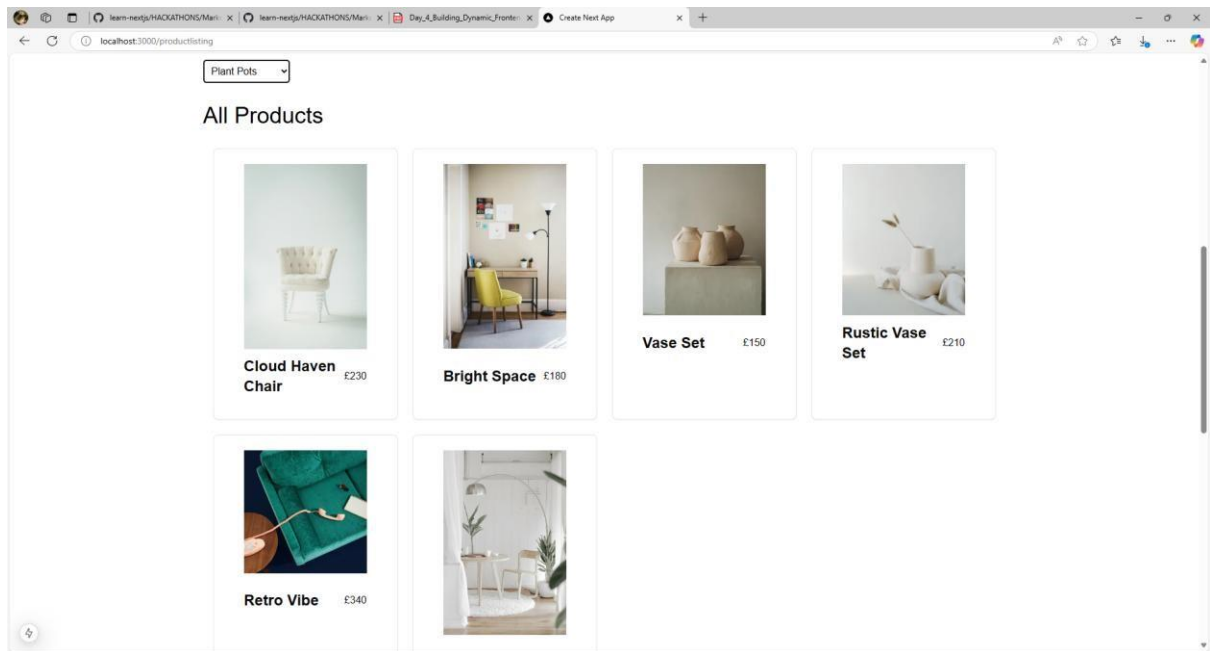 learn-nextjs/HACKATHONS/Mark
learn-nextjs/HACKATHONS/Mark
Day_4_Building_Dynamic_Fronten
Create Next App
localhost:3000/productlisting
Plant Pots
All Products
Cloud Haven
Chair
£230
Bright Space £180
Vase Set £150
Rustic Vase
Set
£210
Retro Vibe £340